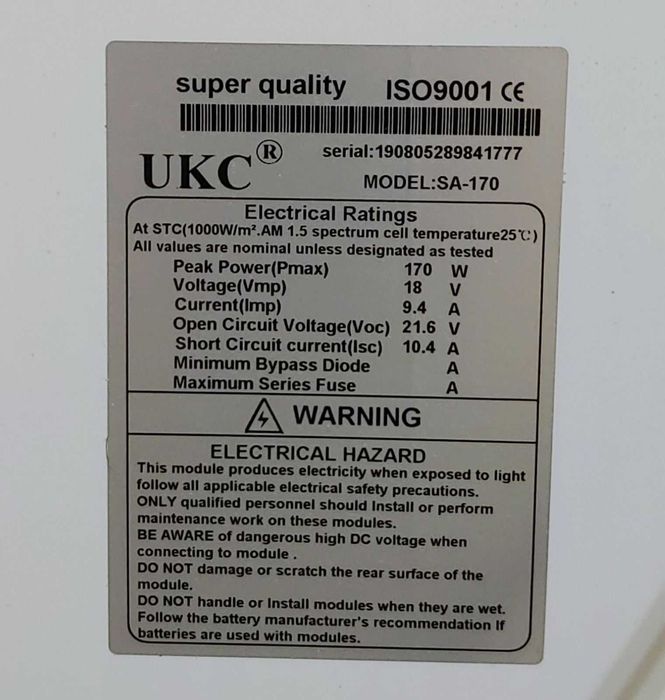 super quality ISO9001 CE
serial:190805289841777
UKC®
MODEL:SA-170
Electrical Ratings
At STC(1000W/m².AM 1.5 spectrum cell temperature25℃)
All values are nominal unless designated as tested
Peak Power(Pmax) 170 W
Voltage(Vmp) 18 V
Current(Imp) 9.4 A
Open Circuit Voltage(Voc) 21.6 V
Short Circuit current(Isc) 10.4 A
Minimum Bypass Diode A
Maximum Series Fuse A
WARNING
ELECTRICAL HAZARD
This module produces electricity when exposed to light
follow all applicable electrical safety precautions.
ONLY qualified personnel should Install or perform
maintenance work on these modules.
BE AWARE of dangerous high DC voltage when
connecting to module .
DO NOT damage or scratch the rear surface of the
module.
DO NOT handle or Install modules when they are wet.
Follow the battery manufacturer's recommendation If
batteries are used with modules.